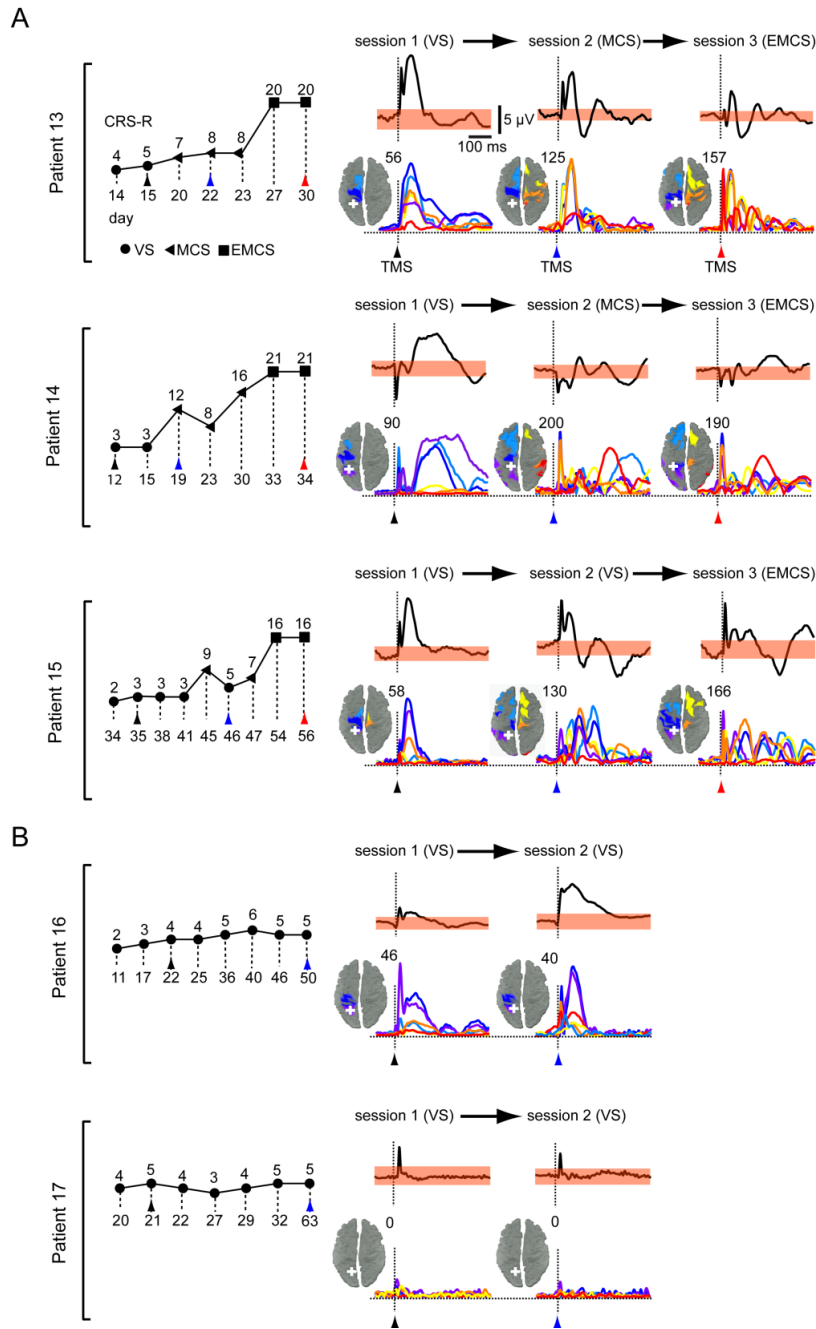 A
Patient 13
CRS-R
4 5 7 8 8 20 20
14 15 20 22 23 27 30
day
VS MCS EMCS
session 1 (VS) session 2 (MCS) session 3 (EMCS)
5 µV
100 ms
56 125 157
TMS TMS TMS
Patient 14
3 3 12 8 16 21 21
12 15 19 23 30 33 34
session 1 (VS) session 2 (MCS) session 3 (EMCS)
90 200 190
Patient 15
2 3 3 3 9 5 7 16 16
34 35 38 41 45 46 47 54 56
session 1 (VS) session 2 (VS) session 3 (EMCS)
58 130 166
B
Patient 16
2 3 4 4 5 6 5 5
11 17 22 25 36 40 46 50
session 1 (VS) session 2 (VS)
46 40
Patient 17
4 5 4 3 4 5 5
20 21 22 27 29 32 63
session 1 (VS) session 2 (VS)
0 0